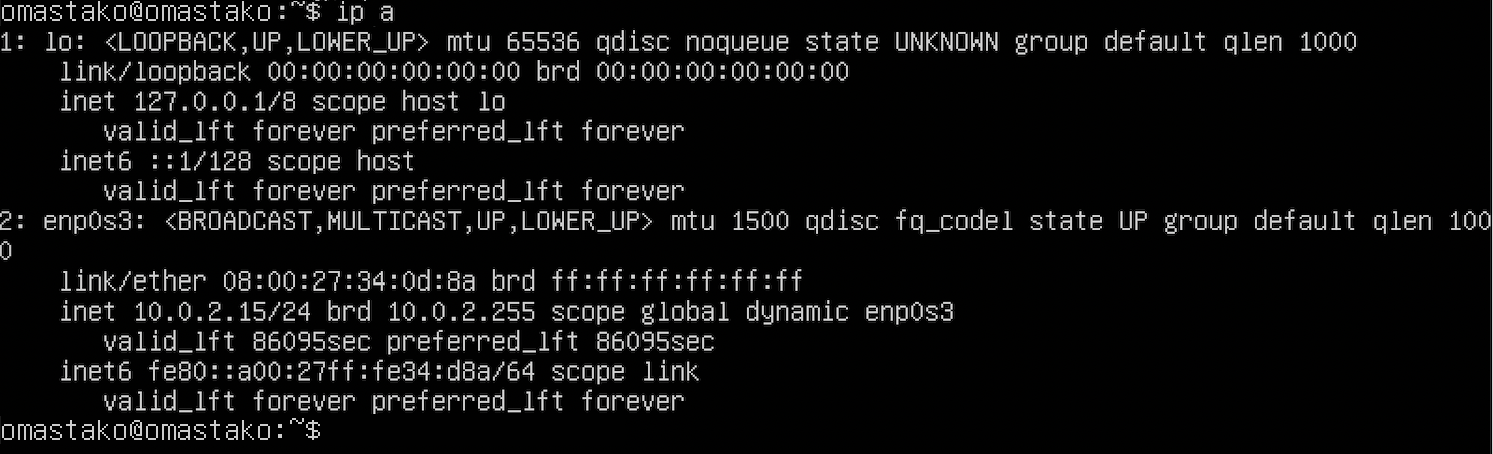 omastako@omastako:~$ ip a
1: lo: <LOOPBACK,UP,LOWER_UP> mtu 65536 qdisc noqueue state UNKNOWN group default qlen 1000
    link/loopback 00:00:00:00:00:00 brd 00:00:00:00:00:00
    inet 127.0.0.1/8 scope host lo
       valid_lft forever preferred_lft forever
    inet6 ::1/128 scope host
       valid_lft forever preferred_lft forever
2: enp0s3: <BROADCAST,MULTICAST,UP,LOWER_UP> mtu 1500 qdisc fq_codel state UP group default qlen 100
0
    link/ether 08:00:27:34:0d:8a brd ff:ff:ff:ff:ff:ff
    inet 10.0.2.15/24 brd 10.0.2.255 scope global dynamic enp0s3
       valid_lft 86095sec preferred_lft 86095sec
    inet6 fe80::a00:27ff:fe34:d8a/64 scope link
       valid_lft forever preferred_lft forever
omastako@omastako:~$